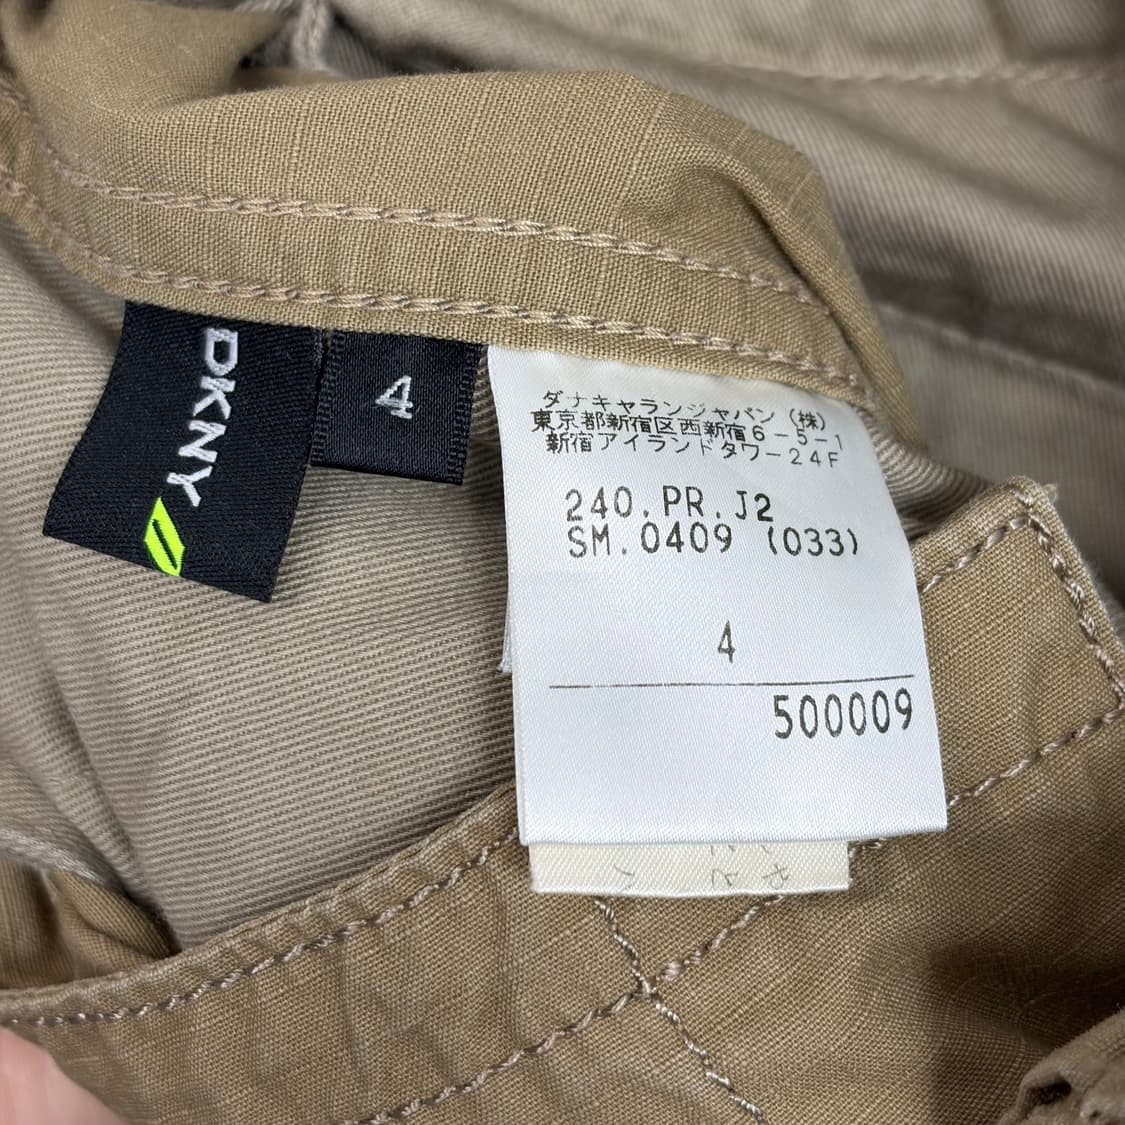 DKNY
4
ダナキャランジャパン (株)
東京都新宿区西新宿6-5-1
新宿アイランドタワー24F
240.PR.J2
SM.0409 (033)
4
500009